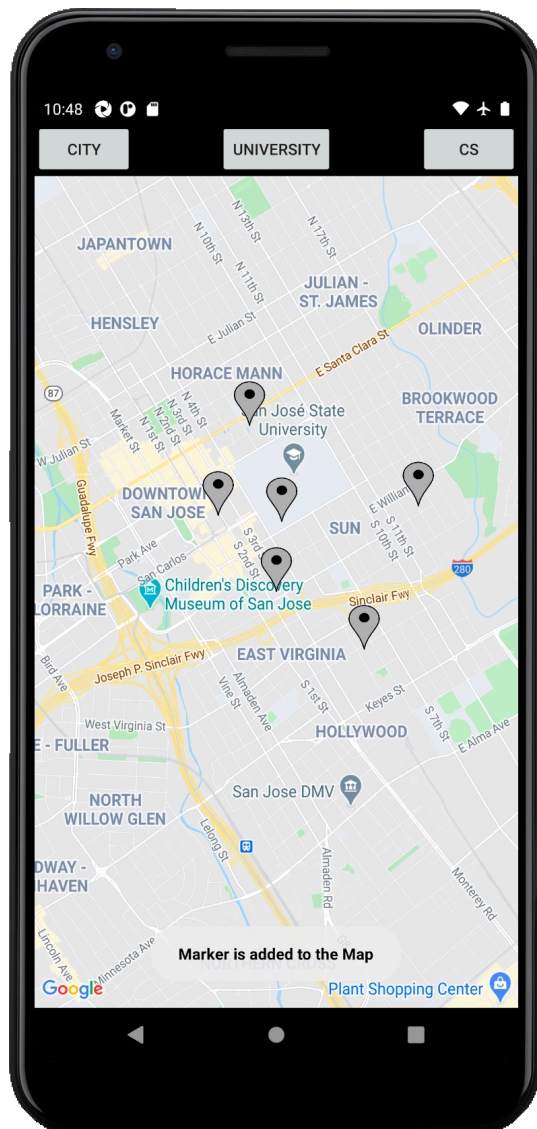 10:48
CITY
UNIVERSITY
CS
N 13th St
N 17th St
N 10th St
JAPANTOWN
N 11th St
JULIAN -
ST. JAMES
HENSLEY
E Julian St
OLINDER
E Santa Clara St
HORACE MANN
87
BROOKWOOD
TERRACE
José State
University
N 4th St
N 3rd St
N 2nd St
N 1st St
Market St
W Julian St
Guadalupe Fwy
DOWNTOW
SAN JOSE
E William
S 11th St
S 10th St
SUN
S 3rd
S 2nd St
Park Ave
San Carlos
280
Children's Discovery
Museum of San Jose
PARK -
LORRAINE
Sinclair Fwy
Joseph P. Sinclair Fwy
EAST VIRGINIA
Bird Ave
Almaden Ave
Vine St
S 1st St
Keyes St
S 7th St
West Virginia St
HOLLYWOOD
E Alma Ave
E - FULLER
San Jose DMV
NORTH
WILLOW GLEN
Lelong St
Almaden Rd
DWAY -
HAVEN
Monterey Rd
Lincoln Ave
Minnesota Ave
Marker is added to the Map
Google
Plant Shopping Center